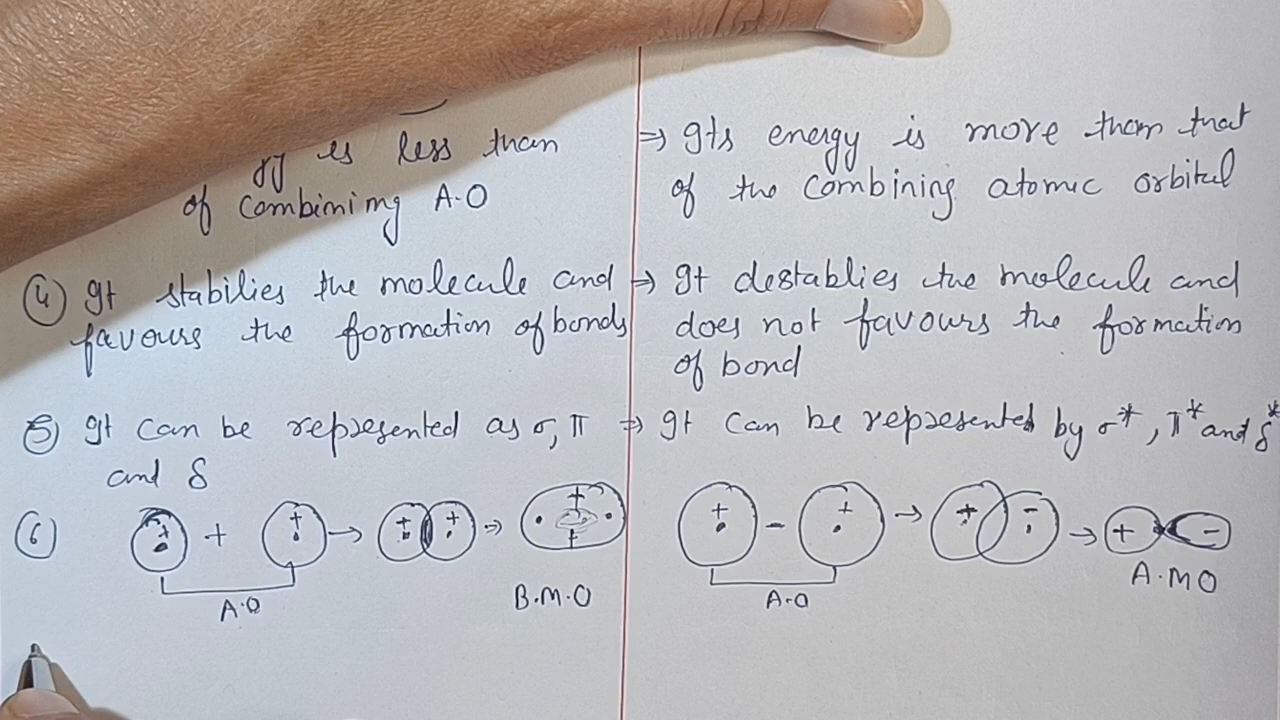 is less than
of combining A.O
④ It stabilies the molecule and
favours the formation of bonds
⑤ It can be represented as σ, π
and δ
⑥ + + + → + + ⇒ + +
A.O
B.M.O
⇒ Its energy is more than that
of the combining atomic orbital
→ It destablies the molecule and
does not favours the formation
of bond
⇒ It can be represented by σ*, π* and δ*
+ - + → + - → + -
A.O
A.M.O